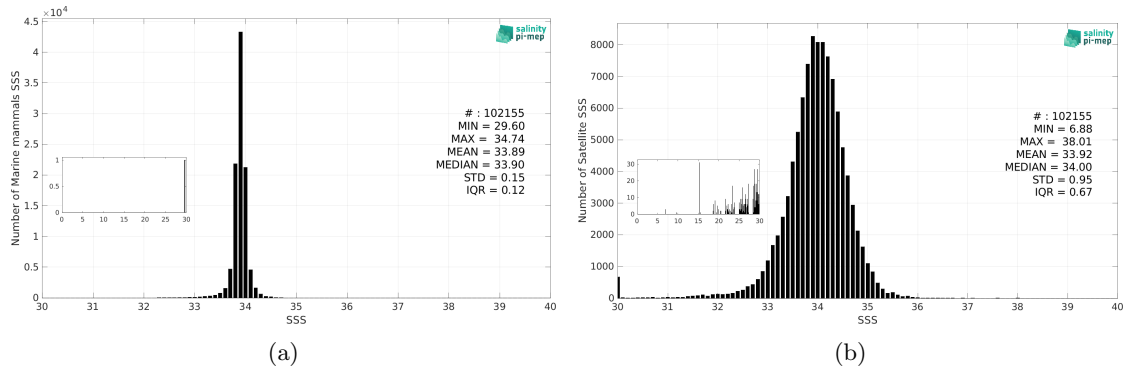 4.5
×10⁴
4
3.5
3
2.5
2
1.5
1
0.5
0
Number of Marine mammals SSS
salinity
pi-mep
# : 102155
MIN = 29.60
MAX = 34.74
MEAN = 33.89
MEDIAN = 33.90
STD = 0.15
IQR = 0.12
1
0.5
0
0 5 10 15 20 25 30
30 31 32 33 34 35 36 37 38 39 40
SSS
(a)
8000
7000
6000
5000
4000
3000
2000
1000
0
Number of Satellite SSS
salinity
pi-mep
# : 102155
MIN = 6.88
MAX = 38.01
MEAN = 33.92
MEDIAN = 34.00
STD = 0.95
IQR = 0.67
30
20
10
0
0 5 10 15 20 25 30
30 31 32 33 34 35 36 37 38 39 40
SSS
(b)